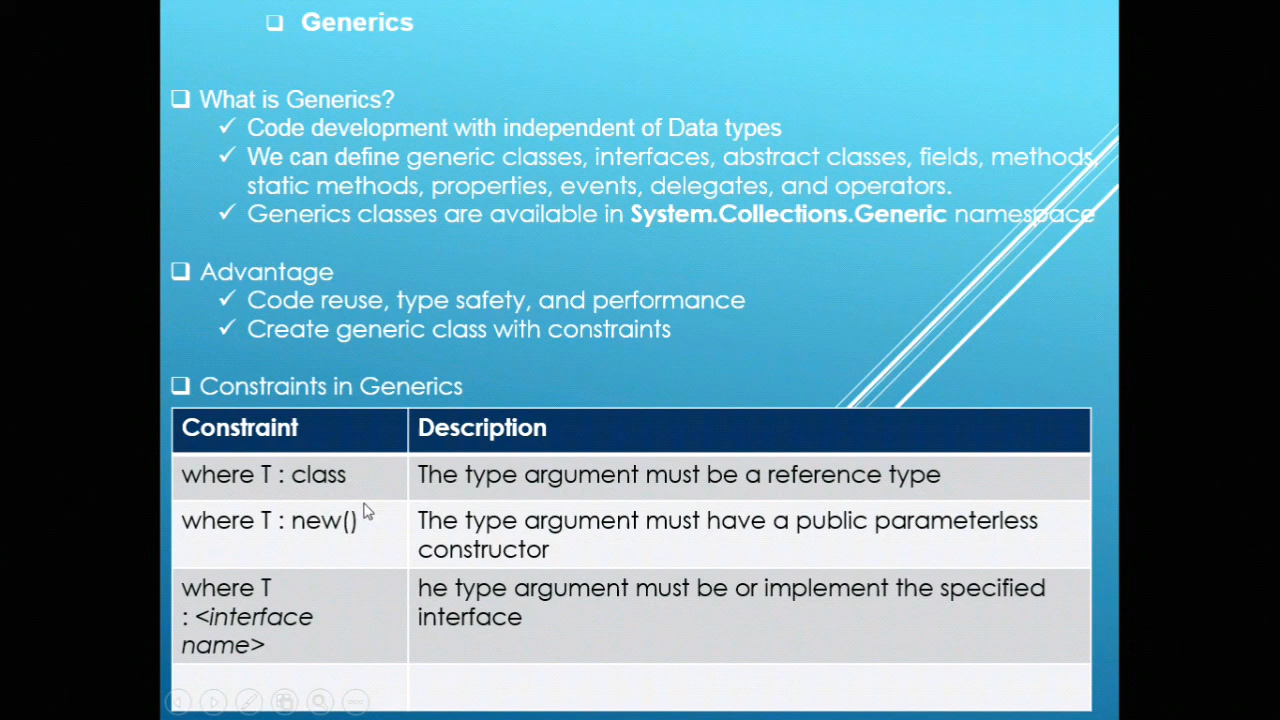 Generics
What is Generics?
Code development with independent of Data types
We can define generic classes, interfaces, abstract classes, fields, methods,
static methods, properties, events, delegates, and operators.
Generics classes are available in System.Collections.Generic namespace
Advantage
Code reuse, type safety, and performance
Create generic class with constraints
Constraints in Generics
Constraint Description
where T : class The type argument must be a reference type
where T : new() The type argument must have a public parameterless
constructor
where T he type argument must be or implement the specified
: <interface interface
name>